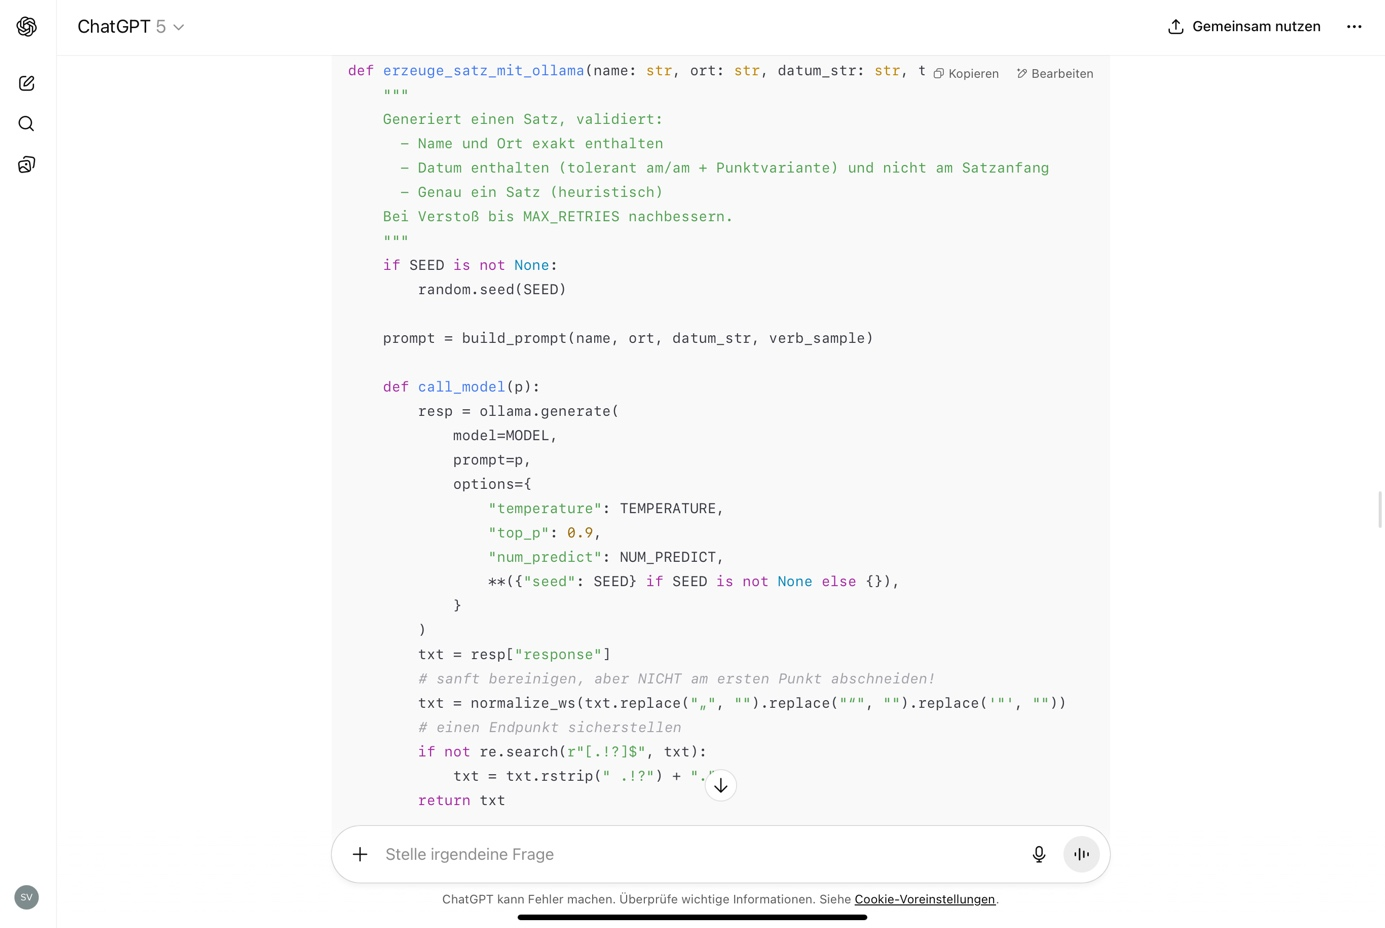 ChatGPT 5
Gemeinsam nutzen
def erzeuge_satz_mit_ollama(name: str, ort: str, datum_str: str, t
Kopieren
Bearbeiten
"""
Generiert einen Satz, validiert:
– Name und Ort exakt enthalten
– Datum enthalten (tolerant am/am + Punktvariante) und nicht am Satzanfang
– Genau ein Satz (heuristisch)
Bei Verstoß bis MAX_RETRIES nachbessern.
"""
if SEED is not None:
random.seed(SEED)
prompt = build_prompt(name, ort, datum_str, verb_sample)
def call_model(p):
resp = ollama.generate(
model=MODEL,
prompt=p,
options={
"temperature": TEMPERATURE,
"top_p": 0.9,
"num_predict": NUM_PREDICT,
**({"seed": SEED} if SEED is not None else {}),
}
)
txt = resp["response"]
# sanft bereinigen, aber NICHT am ersten Punkt abschneiden!
txt = normalize_ws(txt.replace("„", "").replace("“", "").replace('"', ""))
# einen Endpunkt sicherstellen
if not re.search(r"[.!?]$", txt):
txt = txt.rstrip(" .!?") + "."
return txt
Stelle irgendeine Frage
SV
ChatGPT kann Fehler machen. Überprüfe wichtige Informationen. Siehe Cookie-Voreinstellungen.